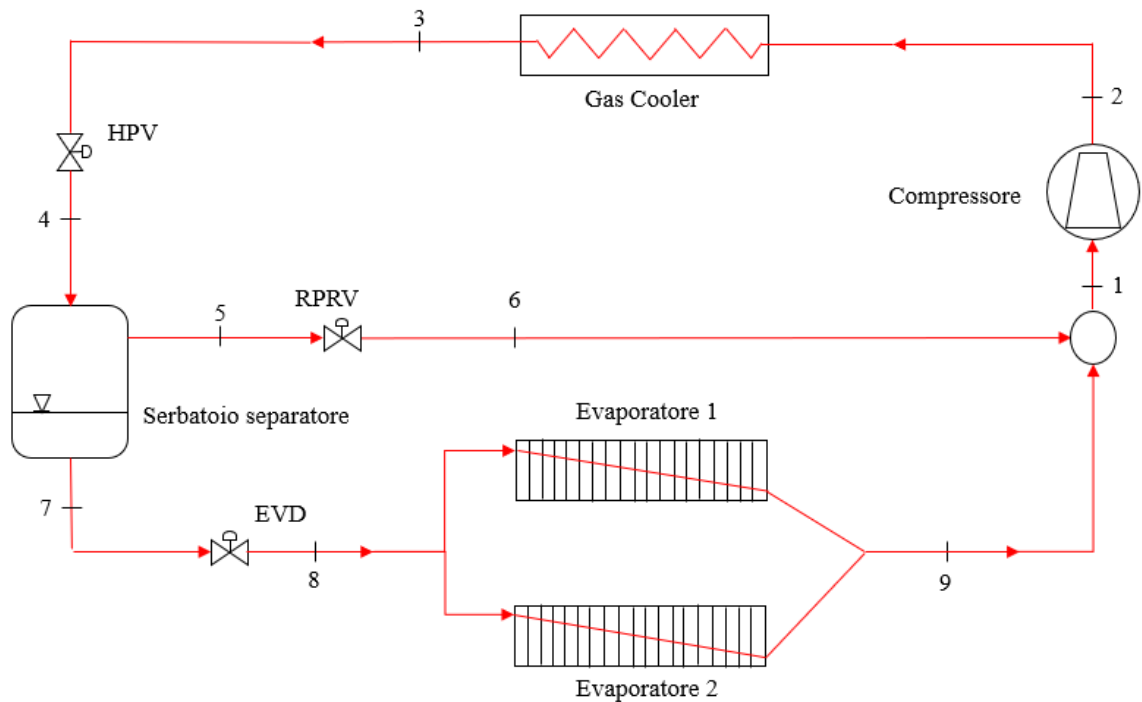 3
Gas Cooler
2
HPV
Compressore
4
1
5
RPRV
6
Serbatoio separatore
Evaporatore 1
7
EVD
8
9
Evaporatore 2